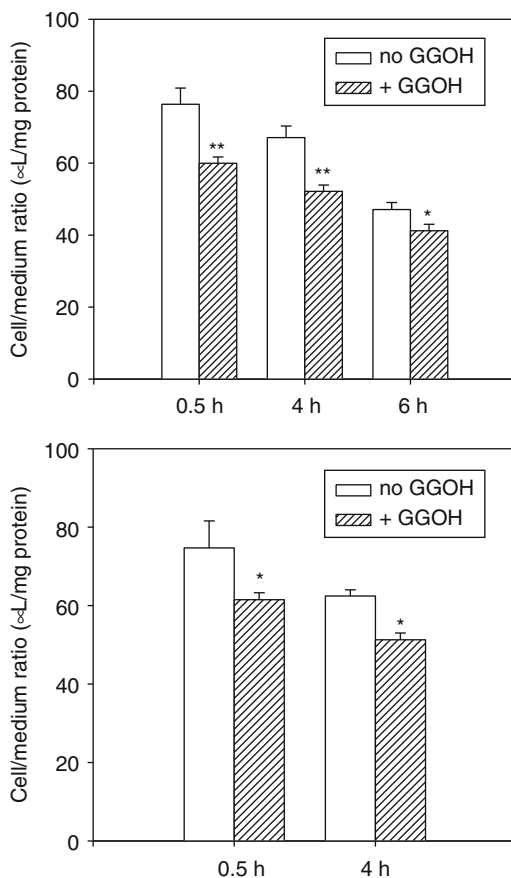 100
80
60
40
20
0
Cell/medium ratio (∝L/mg protein)
no GGOH
+ GGOH
**
**
*
0.5 h
4 h
6 h
100
80
60
40
20
0
Cell/medium ratio (∝L/mg protein)
no GGOH
+ GGOH
*
*
0.5 h
4 h